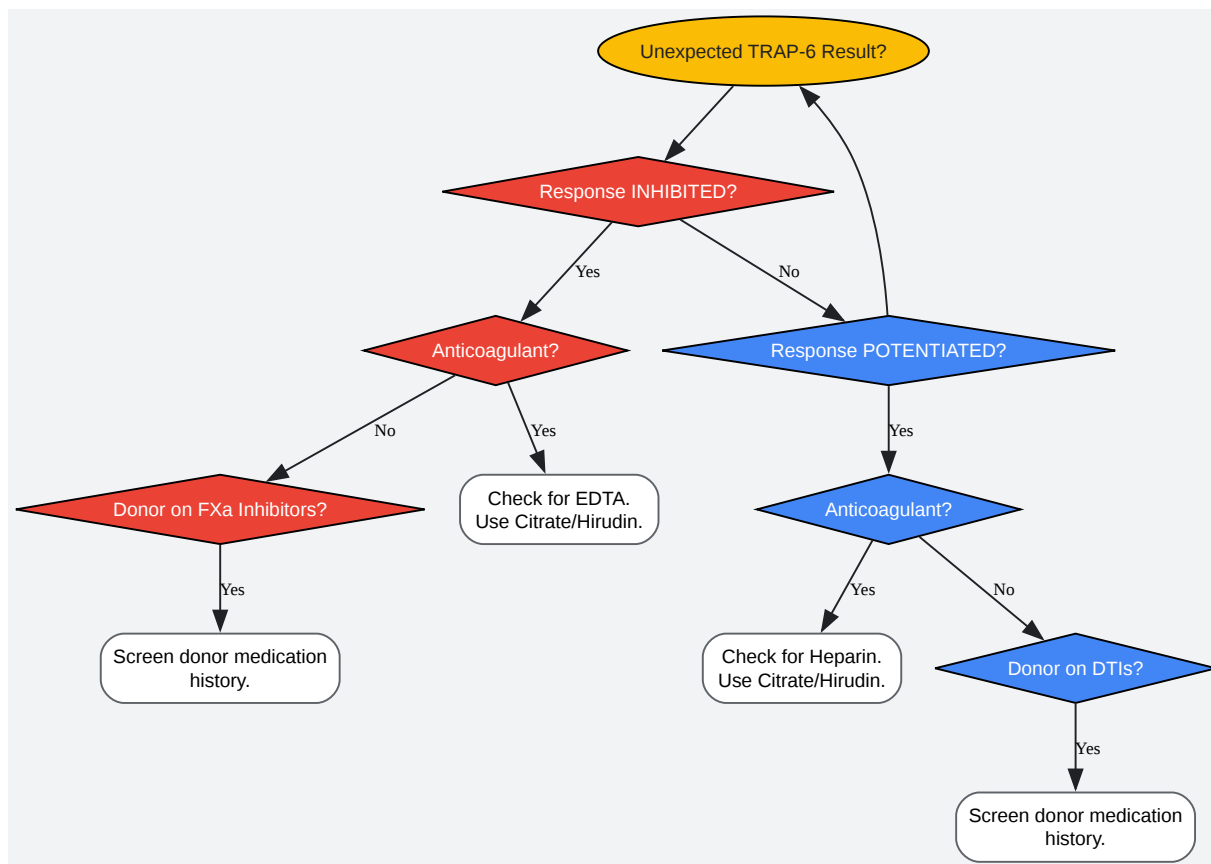 Unexpected TRAP-6 Result?
Response INHIBITED?
Yes
No
Anticoagulant?
Response POTENTIATED?
No
Yes
Yes
Donor on FXa Inhibitors?
Check for EDTA.
Use Citrate/Hirudin.
Anticoagulant?
Yes
Yes
No
Screen donor medication
history.
Check for Heparin.
Use Citrate/Hirudin.
Donor on DTIs?
Yes
Screen donor medication
history.